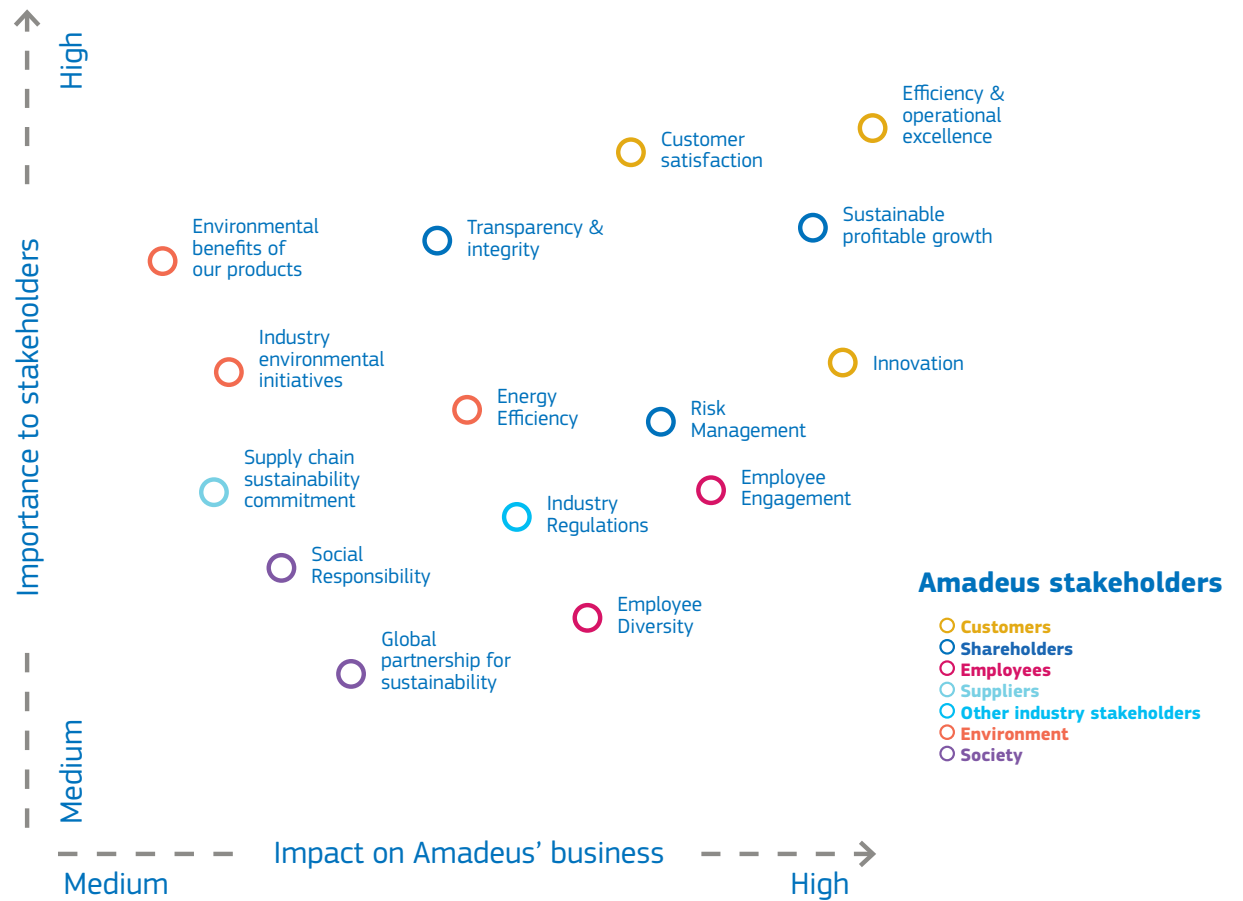 High
Importance to stakeholders
Medium
Efficiency &
operational
excellence
Customer
satisfaction
Environmental
benefits of
our products
Transparency &
integrity
Sustainable
profitable growth
Industry
environmental
initiatives
Innovation
Energy
Efficiency
Risk
Management
Supply chain
sustainability
commitment
Employee
Engagement
Industry
Regulations
Social
Responsibility
Employee
Diversity
Global
partnership for
sustainability
Amadeus stakeholders
Customers
Shareholders
Employees
Suppliers
Other industry stakeholders
Environment
Society
Impact on Amadeus’ business
Medium
High